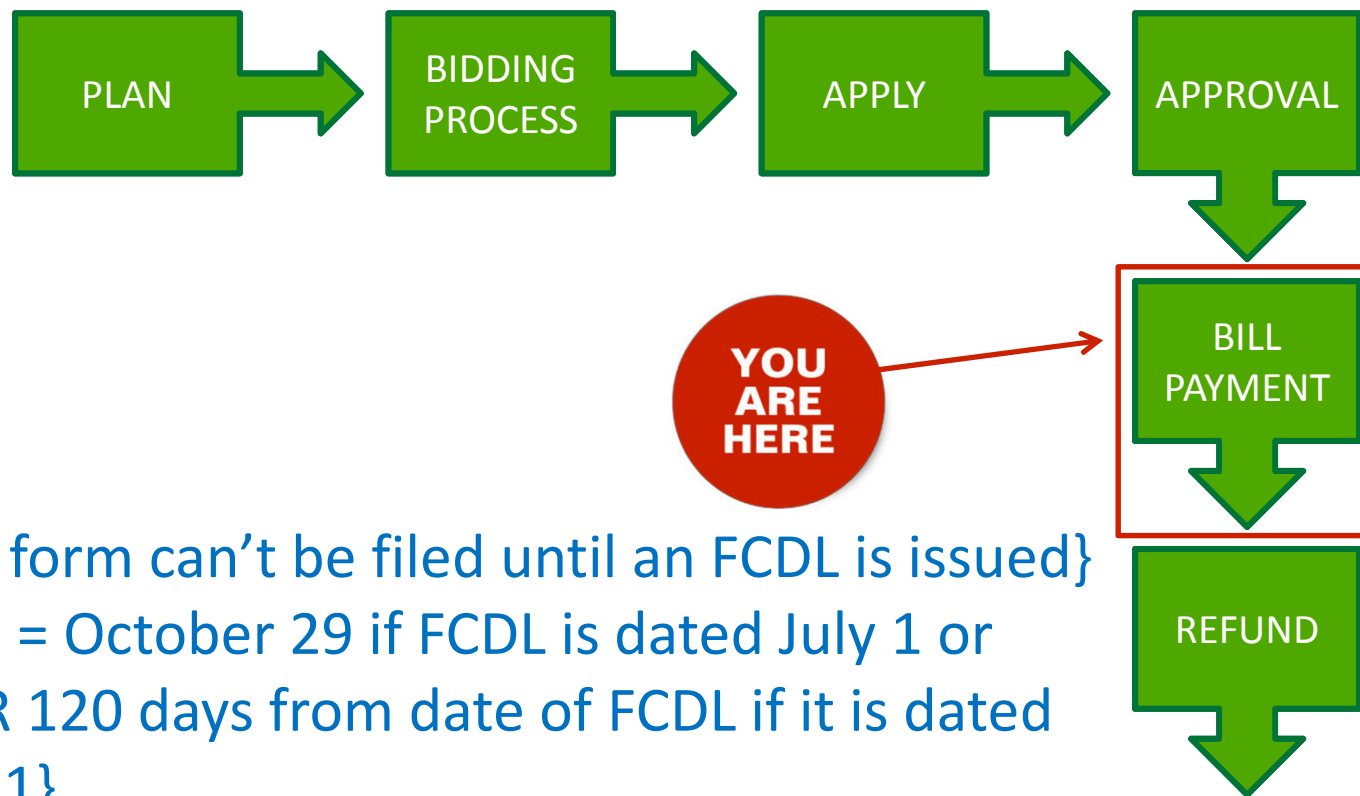 PLAN
BIDDING
PROCESS
APPLY
APPROVAL
YOU
ARE
HERE
BILL
PAYMENT
form can’t be filed until an FCDL is issued}
= October 29 if FCDL is dated July 1 or
R 120 days from date of FCDL if it is dated
1}
REFUND